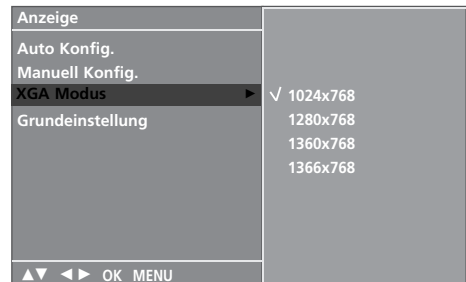 Anzeige
Auto Konfig.
Manuell Konfig.
XGA Modus ►
Grundeinstellung
√ 1024x768
1280x768
1360x768
1366x768
▲▼ ◄► OK MENU